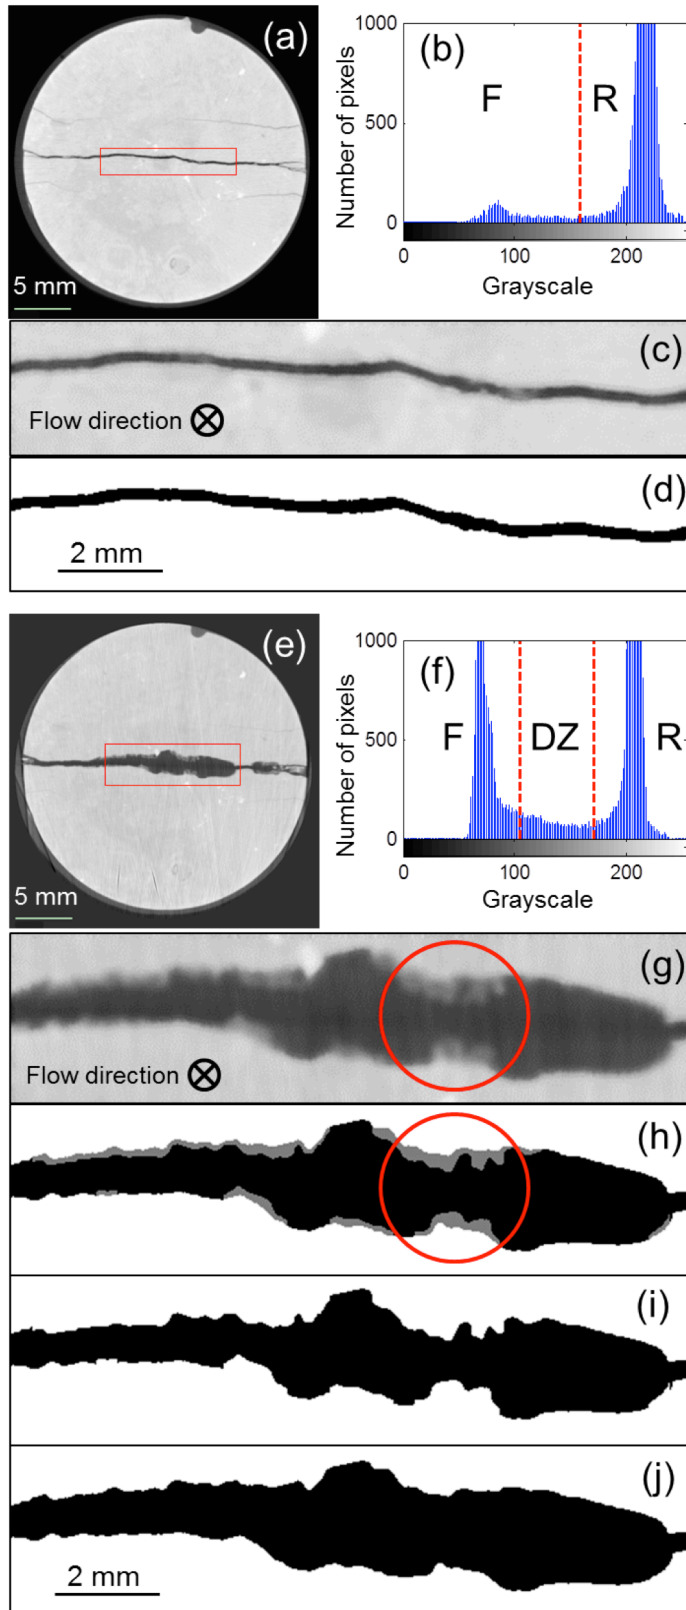 (a)
5 mm
(b)
Number of pixels
1000
500
0
F
R
0 100 200
Grayscale
(c)
Flow direction
(d)
2 mm
(e)
5 mm
(f)
Number of pixels
1000
500
0
F DZ R
0 100 200
Grayscale
(g)
Flow direction
(h)
(i)
(j)
2 mm